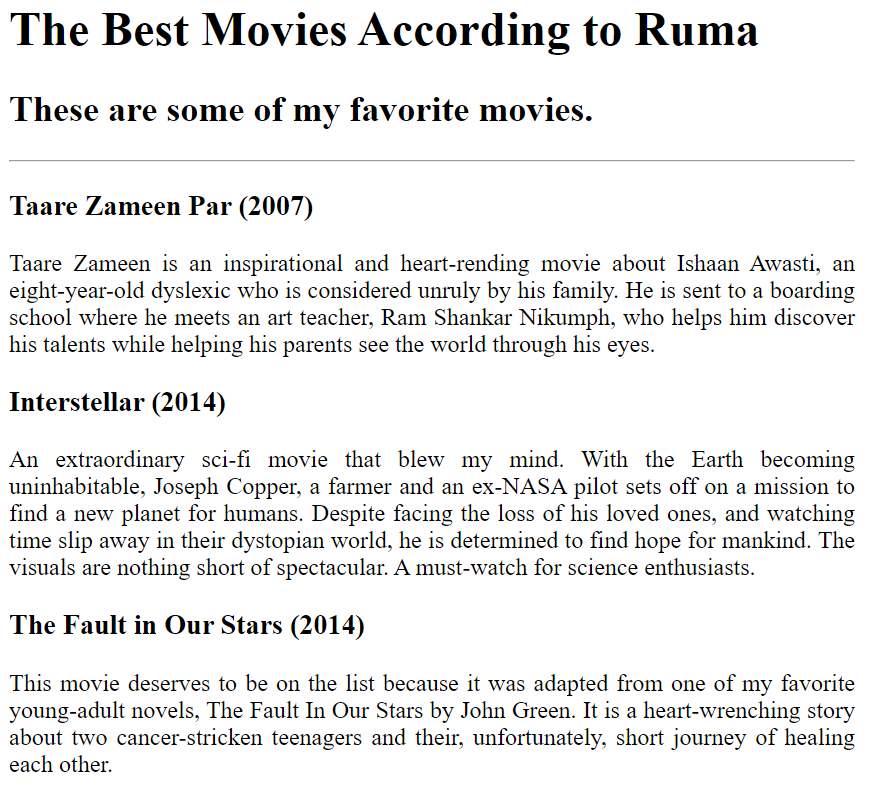 The Best Movies According to Ruma
These are some of my favorite movies.
Taare Zameen Par (2007)
Taare Zameen is an inspirational and heart-rending movie about Ishaan Awasti, an
eight-year-old dyslexic who is considered unruly by his family. He is sent to a boarding
school where he meets an art teacher, Ram Shankar Nikumph, who helps him discover
his talents while helping his parents see the world through his eyes.
Interstellar (2014)
An extraordinary sci-fi movie that blew my mind. With the Earth becoming
uninhabitable, Joseph Copper, a farmer and an ex-NASA pilot sets off on a mission to
find a new planet for humans. Despite facing the loss of his loved ones, and watching
time slip away in their dystopian world, he is determined to find hope for mankind. The
visuals are nothing short of spectacular. A must-watch for science enthusiasts.
The Fault in Our Stars (2014)
This movie deserves to be on the list because it was adapted from one of my favorite
young-adult novels, The Fault In Our Stars by John Green. It is a heart-wrenching story
about two cancer-stricken teenagers and their, unfortunately, short journey of healing
each other.